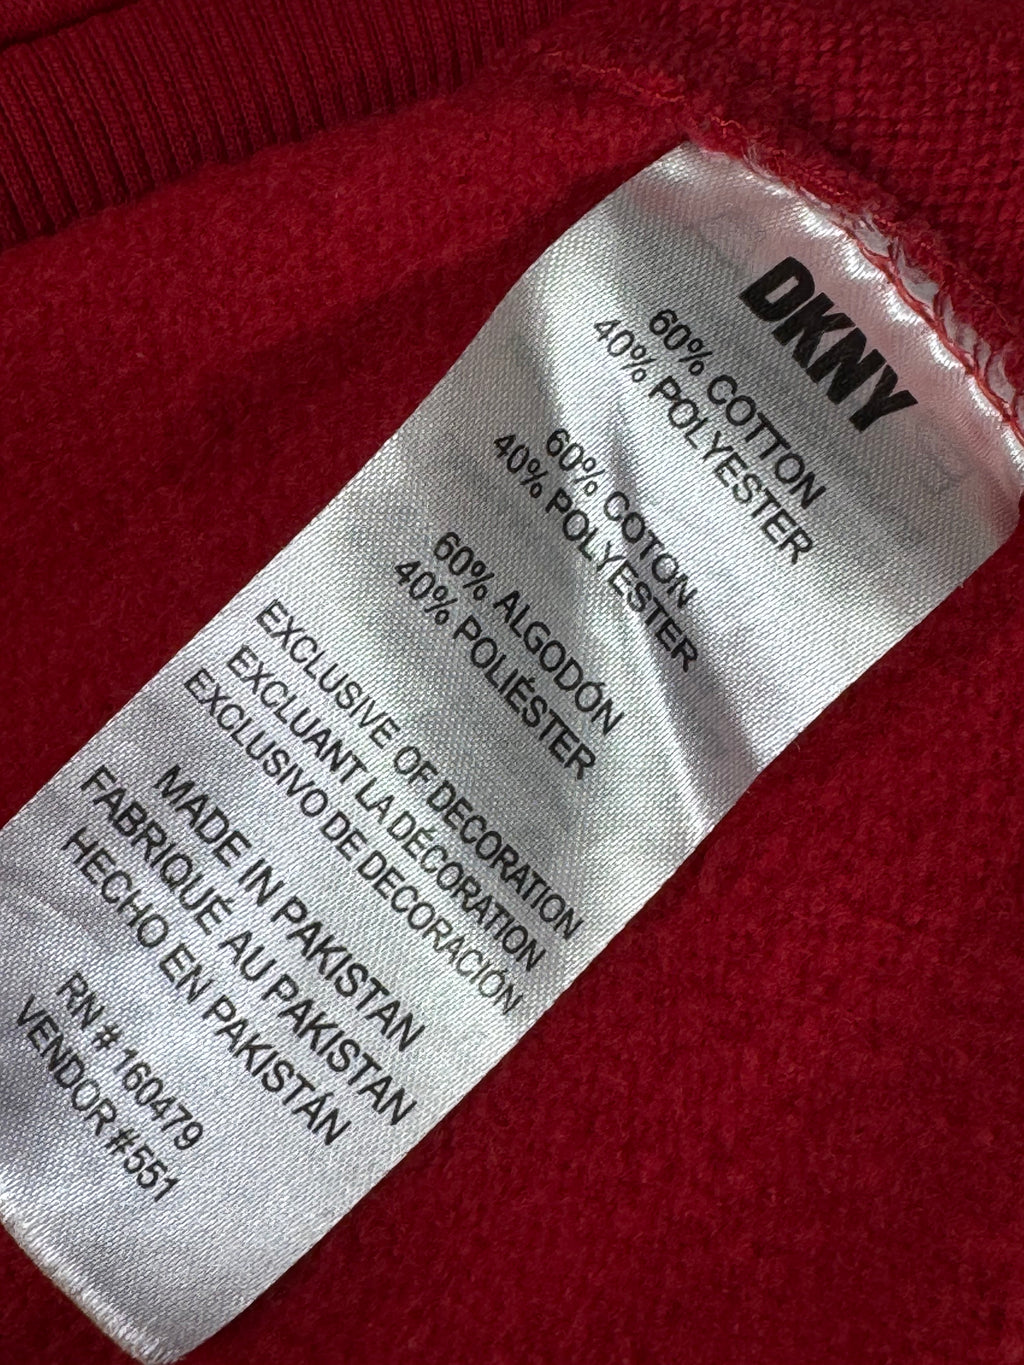 DKNY
60% COTTON
40% POLYESTER
60% COTON
40% POLYESTER
60% ALGODÓN
40% POLIÉSTER
EXCLUSIVE OF DECORATION
EXCLUANT LA DÉCORATION
EXCLUSIVO DE DECORACIÓN
MADE IN PAKISTAN
FABRIQUÉ AU PAKISTAN
HECHO EN PAKISTÁN
RN # 160479
VENDOR #551